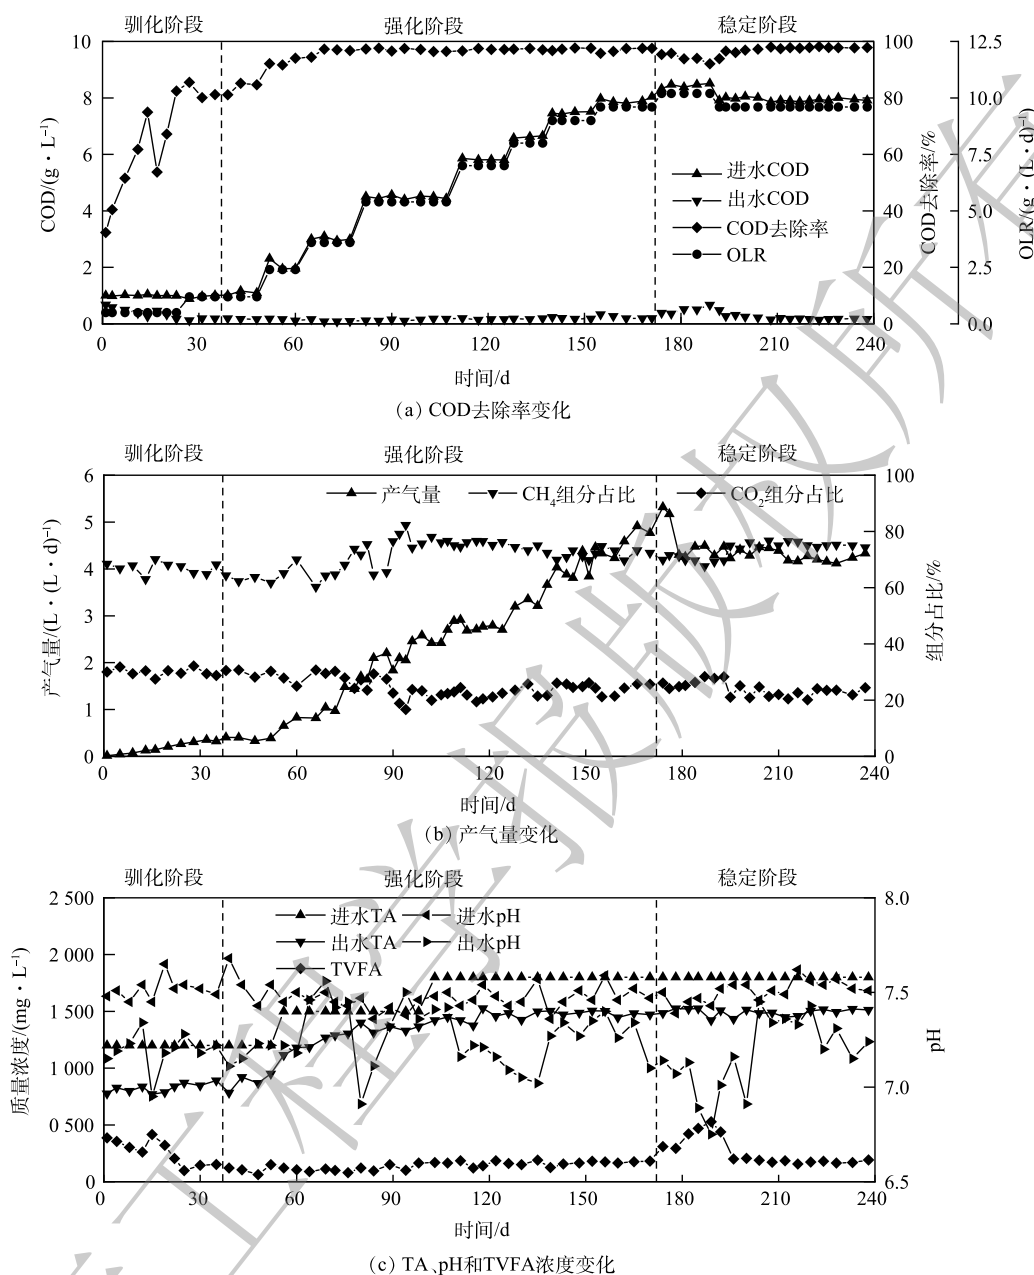 驯化阶段 强化阶段 稳定阶段
10 100 12.5
8 80 10.0
6 60 7.5
4 40 5.0
2 20 2.5
0 0 0.0
COD/(g·L⁻¹)
COD去除率/%
OLR/(g·(L·d)⁻¹)
进水COD
出水COD
COD去除率
OLR
0 30 60 90 120 150 180 210 240
时间/d
(a) COD去除率变化
驯化阶段 强化阶段 稳定阶段
6 100
5 80
4 60
3 40
2 20
1 0
0
产气量/(L·(L·d)⁻¹)
组分占比/%
产气量 CH₄组分占比 CO₂组分占比
0 30 60 90 120 150 180 210 240
时间/d
(b) 产气量变化
驯化阶段 强化阶段 稳定阶段
2 500 8.0
2 000
1 500 7.5
1 000 7.0
0 500
0 6.5
质量浓度/(mg·L⁻¹)
pH
进水TA 进水pH
出水TA 出水pH
TVFA
0 30 60 90 120 150 180 210 240
时间/d
(c) TA、pH和TVFA浓度变化
工程学报版权所有